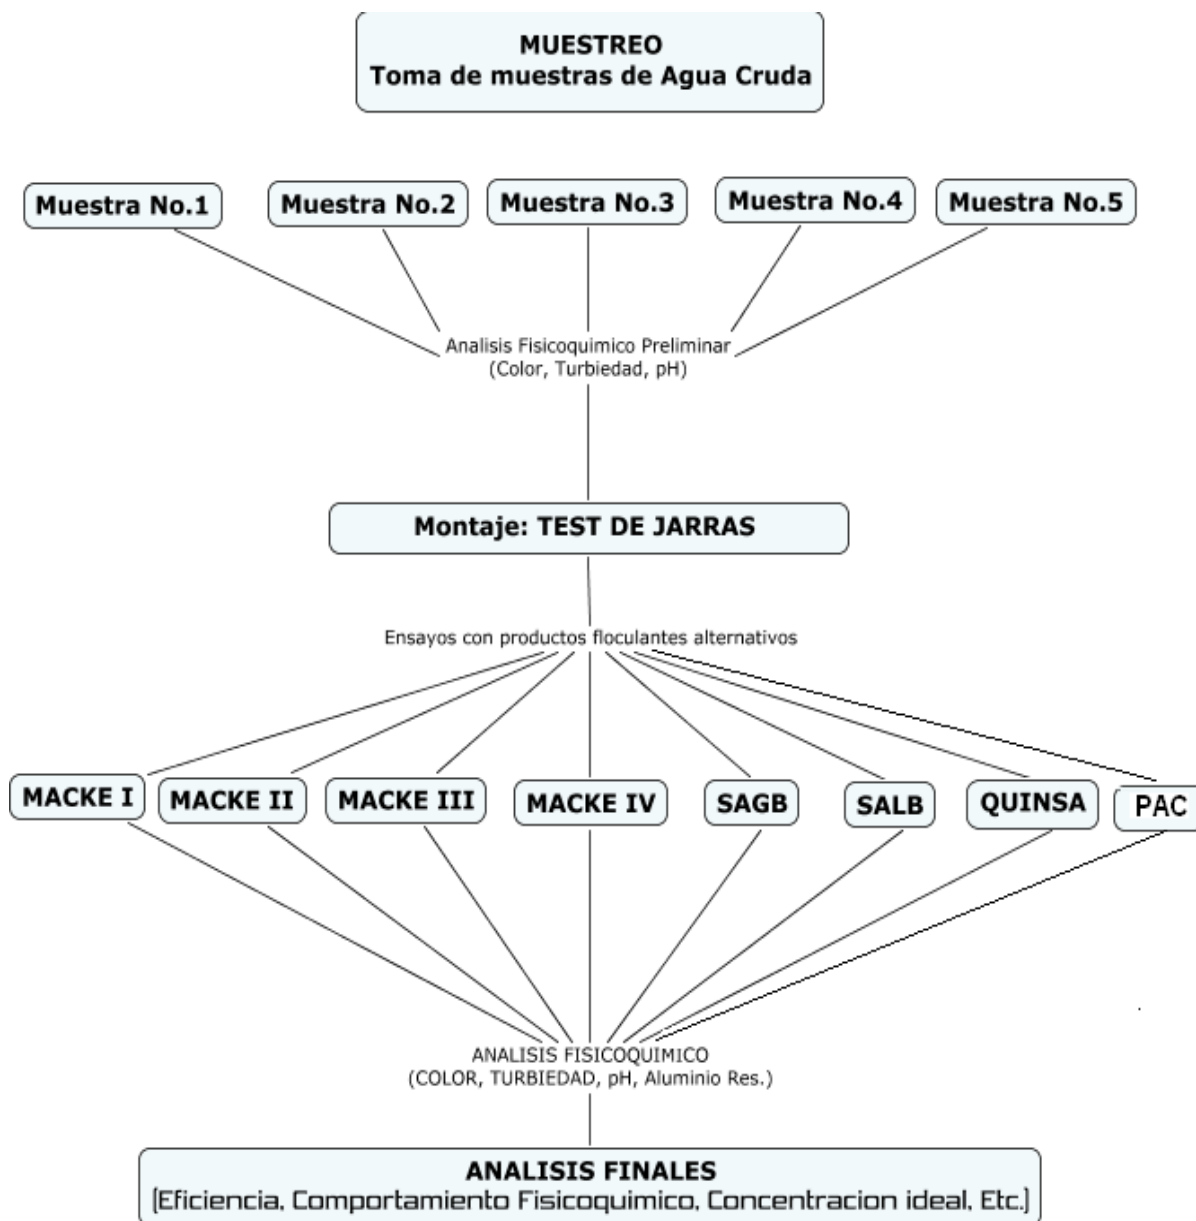 MUESTREO
Toma de muestras de Agua Cruda
Muestra No.1
Muestra No.2
Muestra No.3
Muestra No.4
Muestra No.5
Analisis Fisicoquimico Preliminar
(Color, Turbiedad, pH)
Montaje: TEST DE JARRAS
Ensayos con productos floculantes alternativos
MACKE I
MACKE II
MACKE III
MACKE IV
SAGB
SALB
QUINSA
PAC
ANALISIS FISICOQUIMICO
(COLOR, TURBIEDAD, pH, Aluminio Res.)
ANALISIS FINALES
(Eficiencia, Comportamiento Fisicoquimico, Concentracion ideal, Etc.)